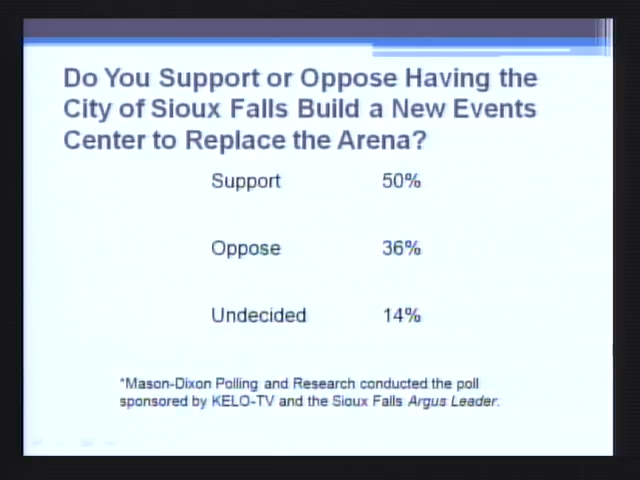 Do You Support or Oppose Having the
City of Sioux Falls Build a New Events
Center to Replace the Arena?
Support 50%
Oppose 36%
Undecided 14%
*Mason-Dixon Polling and Research conducted the poll
sponsored by KELO-TV and the Sioux Falls Argus Leader.